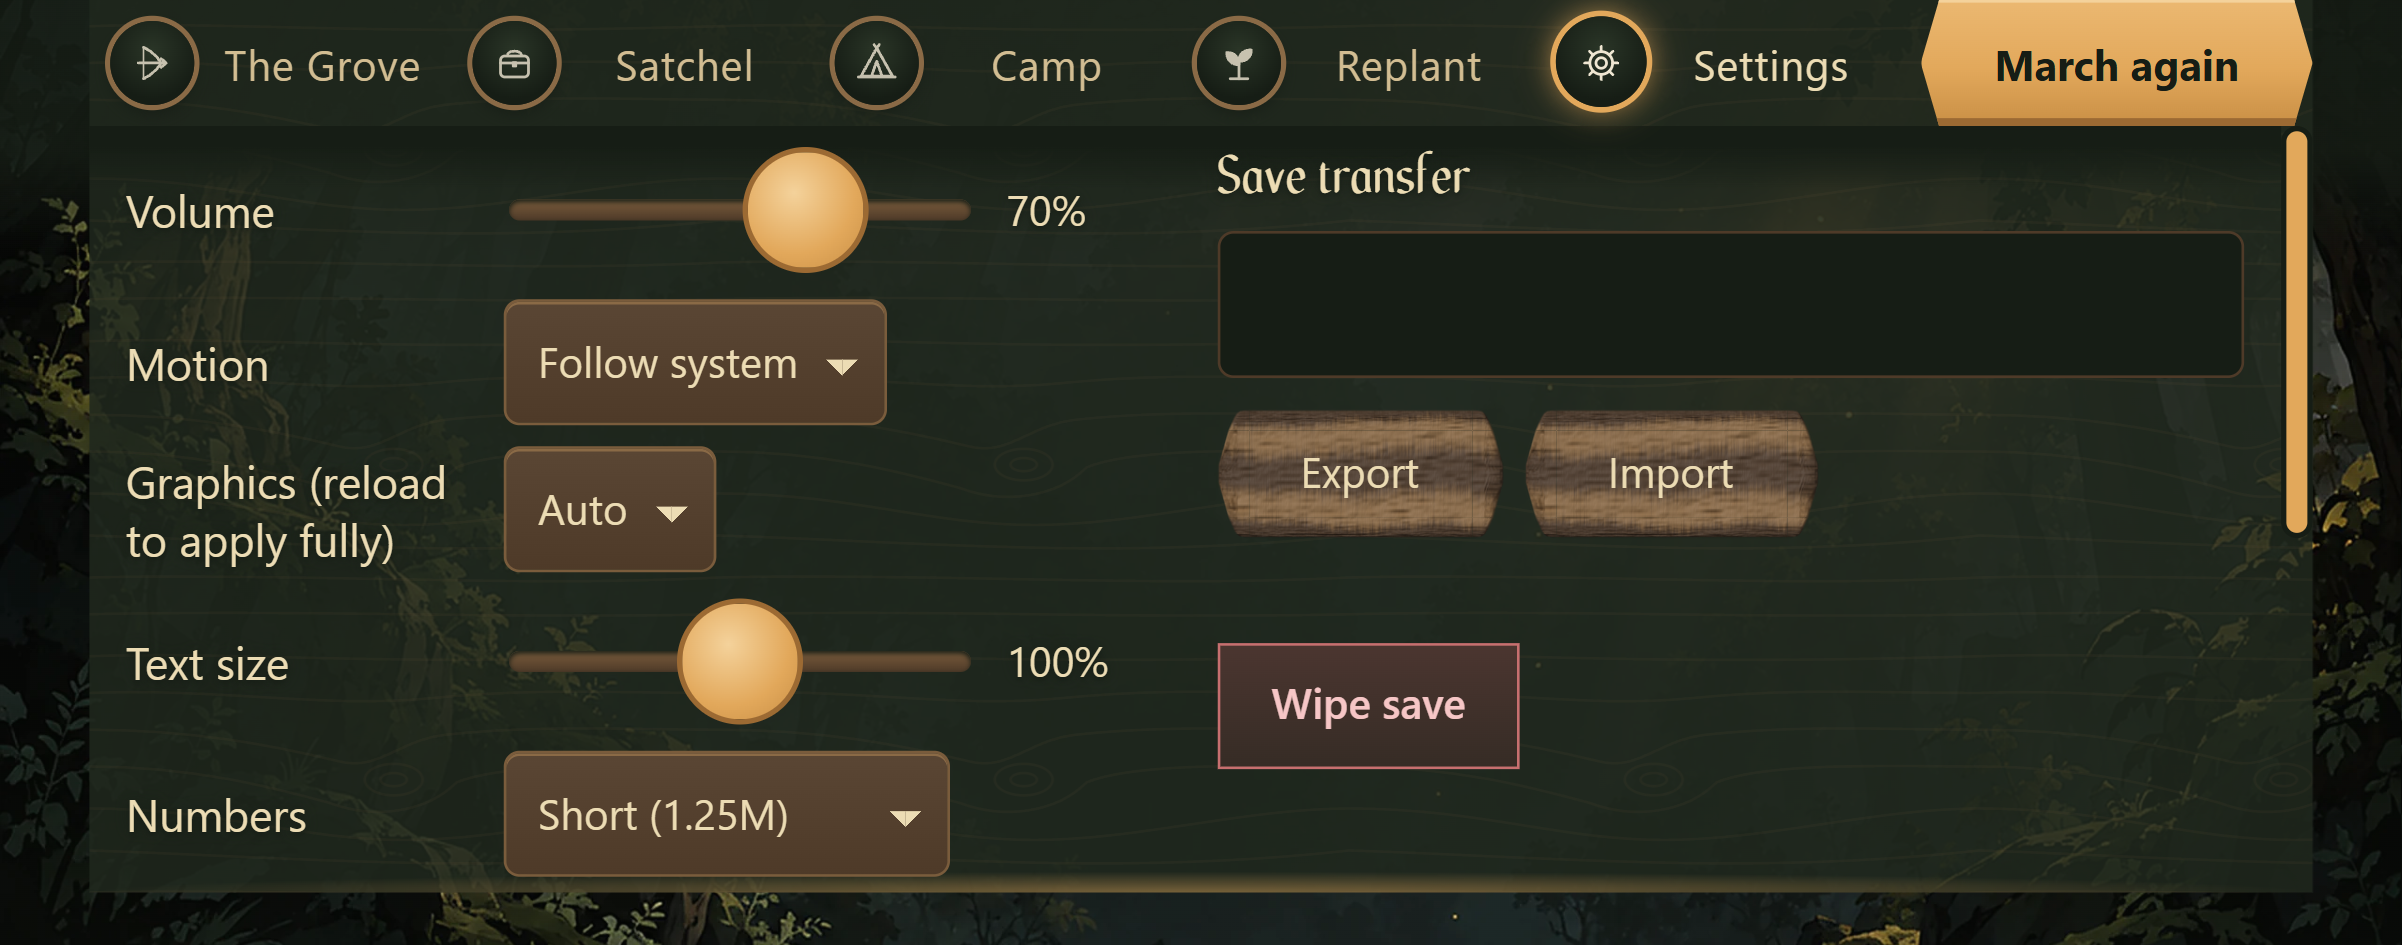 The Grove
Satchel
Camp
Replant
Settings
March again
Volume
70%
Motion
Follow system
Graphics (reload
to apply fully)
Auto
Text size
100%
Numbers
Short (1.25M)
Save transfer
Export
Import
Wipe save